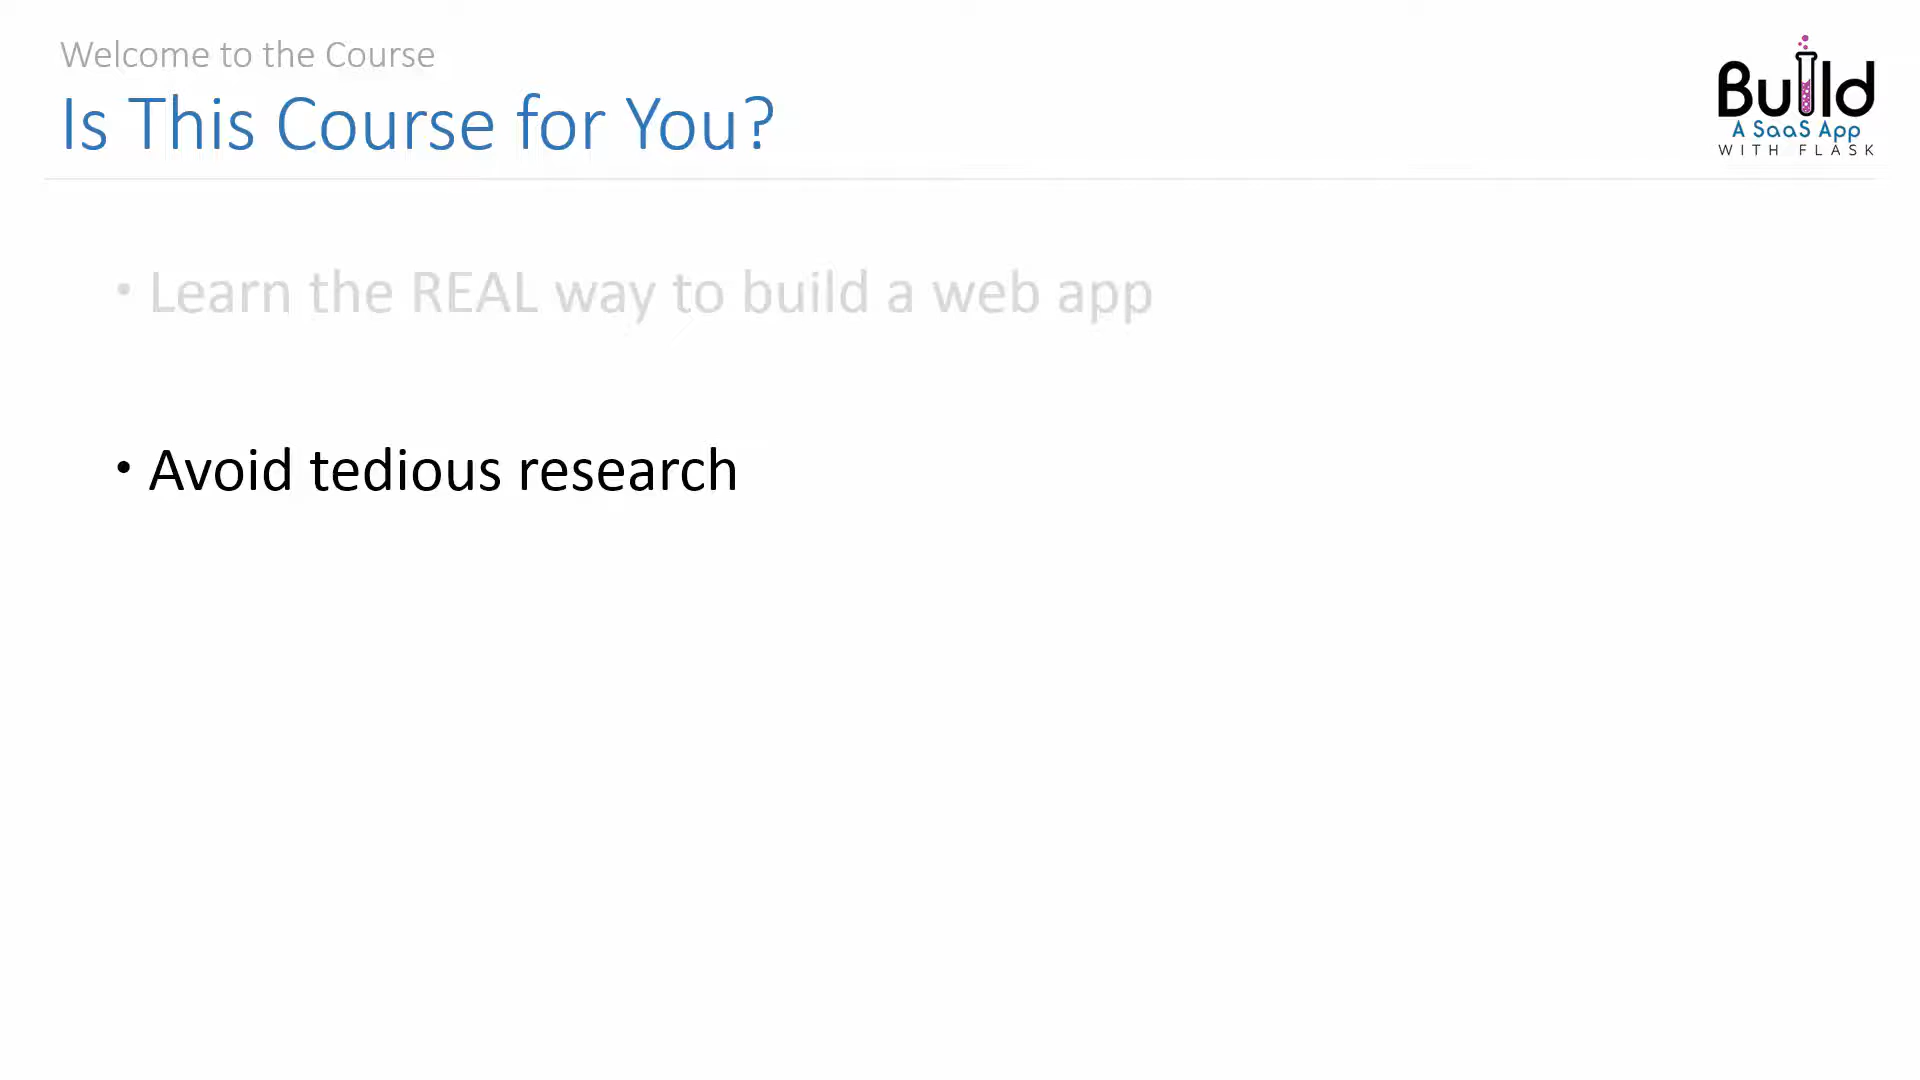 Welcome to the Course
Is This Course for You?
Build
A SaaS App
WITH FLASK
• Learn the REAL way to build a web app
• Avoid tedious research